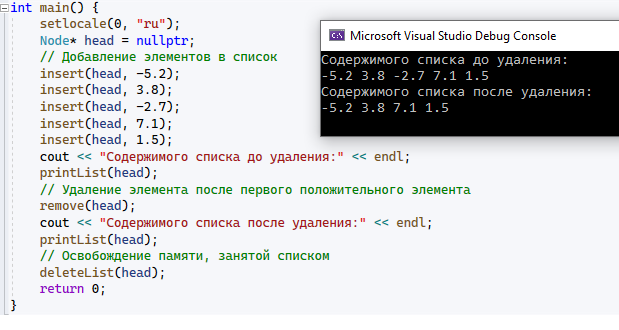 int main() {
setlocale(0, "ru");
Node* head = nullptr;
// Добавление элементов в список
insert(head, -5.2);
insert(head, 3.8);
insert(head, -2.7);
insert(head, 7.1);
insert(head, 1.5);
cout << "Содержимого списка до удаления:" << endl;
printList(head);
// Удаление элемента после первого положительного элемента
remove(head);
cout << "Содержимого списка после удаления:" << endl;
printList(head);
// Освобождение памяти, занятой списком
deleteList(head);
return 0;
}
Microsoft Visual Studio Debug Console
Содержимого списка до удаления:
-5.2 3.8 -2.7 7.1 1.5
Содержимого списка после удаления:
-5.2 3.8 7.1 1.5